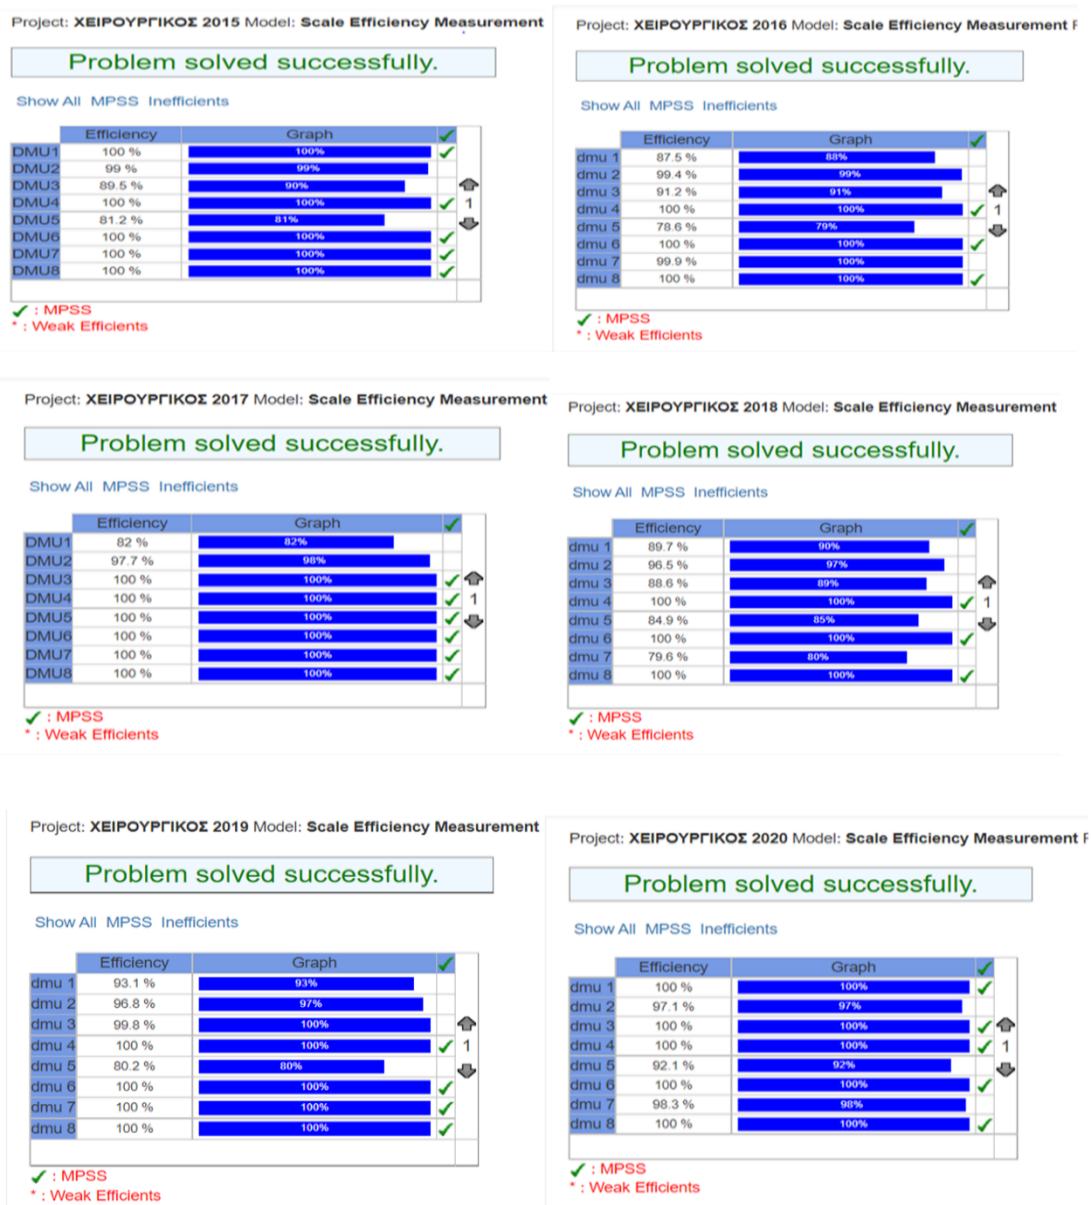 Project: ΧΕΙΡΟΥΡΓΙΚΟΣ 2015 Model: Scale Efficiency Measurement
Problem solved successfully.
Show All MPSS Inefficients
Efficiency Graph
DMU1 100 % 100%
DMU2 99 % 99%
DMU3 89.5 % 90%
DMU4 100 % 100% 1
DMU5 81.2 % 81%
DMU6 100 % 100%
DMU7 100 % 100%
DMU8 100 % 100%
✓ : MPSS
* : Weak Efficients
Project: ΧΕΙΡΟΥΡΓΙΚΟΣ 2016 Model: Scale Efficiency Measurement
Problem solved successfully.
Show All MPSS Inefficients
Efficiency Graph
dmu 1 87.5 % 88%
dmu 2 99.4 % 99%
dmu 3 91.2 % 91%
dmu 4 100 % 100% 1
dmu 5 78.6 % 79%
dmu 6 100 % 100%
dmu 7 99.9 % 100%
dmu 8 100 % 100%
✓ : MPSS
* : Weak Efficients
Project: ΧΕΙΡΟΥΡΓΙΚΟΣ 2017 Model: Scale Efficiency Measurement
Problem solved successfully.
Show All MPSS Inefficients
Efficiency Graph
DMU1 82 % 82%
DMU2 97.7 % 98%
DMU3 100 % 100%
DMU4 100 % 100% 1
DMU5 100 % 100%
DMU6 100 % 100%
DMU7 100 % 100%
DMU8 100 % 100%
✓ : MPSS
* : Weak Efficients
Project: ΧΕΙΡΟΥΡΓΙΚΟΣ 2018 Model: Scale Efficiency Measurement
Problem solved successfully.
Show All MPSS Inefficients
Efficiency Graph
dmu 1 89.7 % 90%
dmu 2 96.5 % 97%
dmu 3 88.6 % 89%
dmu 4 100 % 100% 1
dmu 5 84.9 % 85%
dmu 6 100 % 100%
dmu 7 79.6 % 80%
dmu 8 100 % 100%
✓ : MPSS
* : Weak Efficients
Project: ΧΕΙΡΟΥΡΓΙΚΟΣ 2019 Model: Scale Efficiency Measurement
Problem solved successfully.
Show All MPSS Inefficients
Efficiency Graph
dmu 1 93.1 % 93%
dmu 2 96.8 % 97%
dmu 3 99.8 % 100%
dmu 4 100 % 100% 1
dmu 5 80.2 % 80%
dmu 6 100 % 100%
dmu 7 100 % 100%
dmu 8 100 % 100%
✓ : MPSS
* : Weak Efficients
Project: ΧΕΙΡΟΥΡΓΙΚΟΣ 2020 Model: Scale Efficiency Measurement
Problem solved successfully.
Show All MPSS Inefficients
Efficiency Graph
dmu 1 100 % 100%
dmu 2 97.1 % 97%
dmu 3 100 % 100%
dmu 4 100 % 100% 1
dmu 5 92.1 % 92%
dmu 6 100 % 100%
dmu 7 98.3 % 98%
dmu 8 100 % 100%
✓ : MPSS
* : Weak Efficients